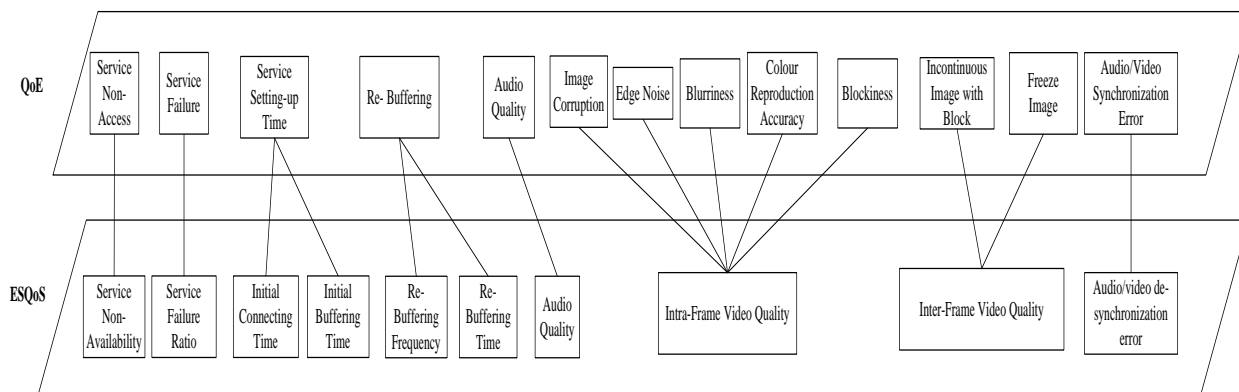 QoE
Service
Non-
Access
Service
Failure
Service
Setting-up
Time
Re- Buffering
Audio
Quality
Image
Corruption
Edge Noise
Blurriness
Colour
Reproduction
Accuracy
Blockiness
Incontinuous
Image with
Block
Freeze
Image
Audio/Video
Synchronization
Error
ESQoS
Service
Non-
Availability
Service
Failure
Ratio
Initial
Connecting
Time
Initial
Buffering
Time
Re-
Buffering
Frequency
Re-
Buffering
Time
Audio
Quality
Intra-Frame Video Quality
Inter-Frame Video Quality
Audio/video de-
synchronization
error